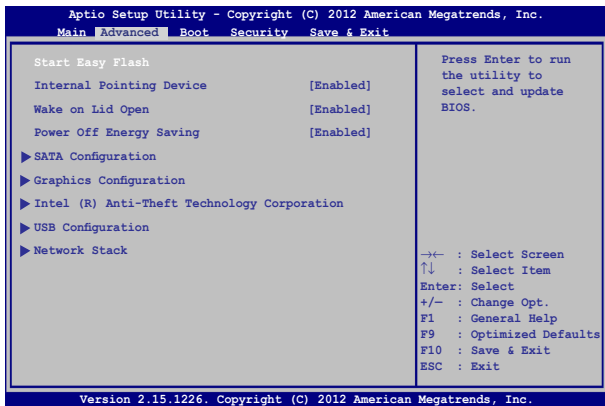 Aptio Setup Utility - Copyright (C) 2012 American Megatrends, Inc.
Main Advanced Boot Security Save & Exit
Start Easy Flash
Internal Pointing Device [Enabled]
Wake on Lid Open [Enabled]
Power Off Energy Saving [Enabled]
SATA Configuration
Graphics Configuration
Intel (R) Anti-Theft Technology Corporation
USB Configuration
Network Stack
Press Enter to run
the utility to
select and update
BIOS.
→← : Select Screen
↑↓ : Select Item
Enter: Select
+/— : Change Opt.
F1 : General Help
F9 : Optimized Defaults
F10 : Save & Exit
ESC : Exit
Version 2.15.1226. Copyright (C) 2012 American Megatrends, Inc.